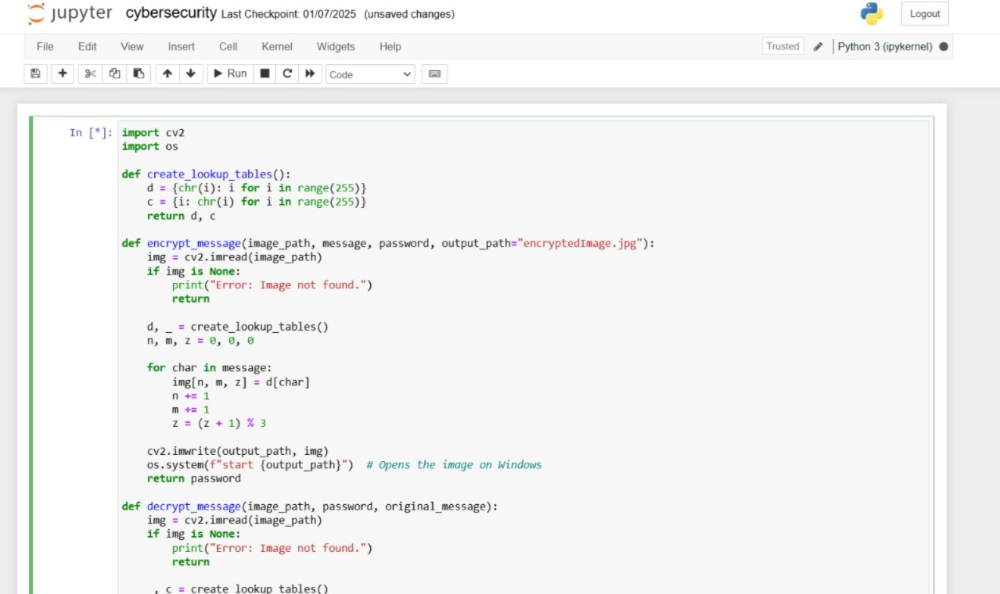 jupyter cybersecurity Last Checkpoint: 01/07/2025 (unsaved changes) Logout
File Edit View Insert Cell Kernel Widgets Help Trusted Python 3 (ipykernel)
Run Code
In [*]: import cv2
import os
def create_lookup_tables():
    d = {chr(i): i for i in range(255)}
    c = {i: chr(i) for i in range(255)}
    return d, c
def encrypt_message(image_path, message, password, output_path="encryptedImage.jpg"):
    img = cv2.imread(image_path)
    if img is None:
        print("Error: Image not found.")
        return
    d, _ = create_lookup_tables()
    n, m, z = 0, 0, 0
    for char in message:
        img[n, m, z] = d[char]
        n += 1
        m += 1
        z = (z + 1) % 3
    cv2.imwrite(output_path, img)
    os.system(f"start {output_path}")  # Opens the image on Windows
    return password
def decrypt_message(image_path, password, original_message):
    img = cv2.imread(image_path)
    if img is None:
        print("Error: Image not found.")
        return
    , c = create lookup tables()